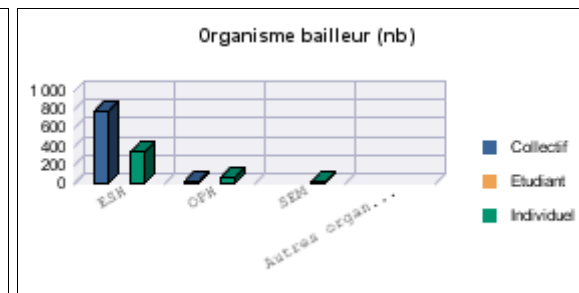 Organisme bailleur (nb)
1 000
800
600
400
200
0
ESH
OPH
SEM
Autres organ...
Collectif
Etudiant
Individuel